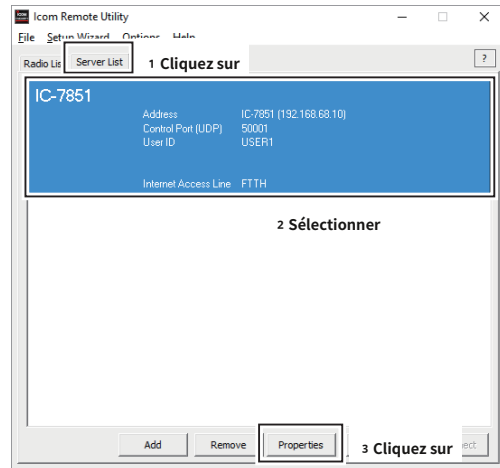 Icom Remote Utility
File Setup Wizard Options Help
Server List
1 Cliquez sur
?
IC-7851
Address IC-7851 (192.168.68.10)
Control Port (UDP) 50001
User ID USER1
Internet Access Line FTTH
2 Sélectionner
Add Remove Properties
3 Cliquez sur